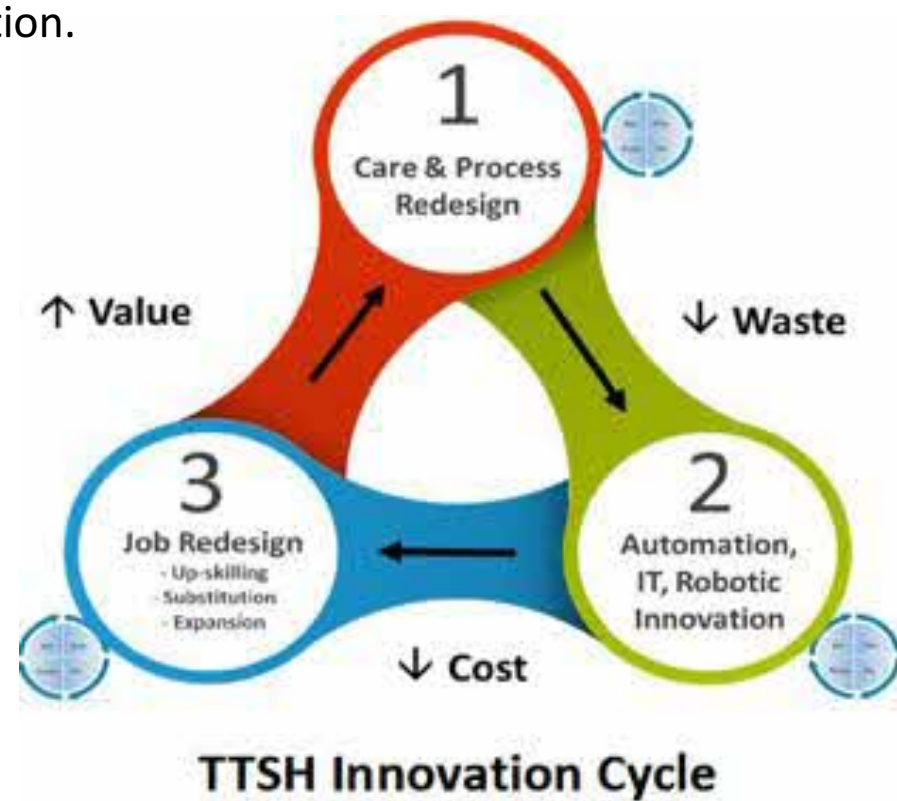 tion.
1
Care & Process
Redesign
↑ Value
↓ Waste
3
Job Redesign
- Up-skilling
- Substitution
- Expansion
2
Automation,
IT, Robotic
Innovation
↓ Cost
TTSH Innovation Cycle